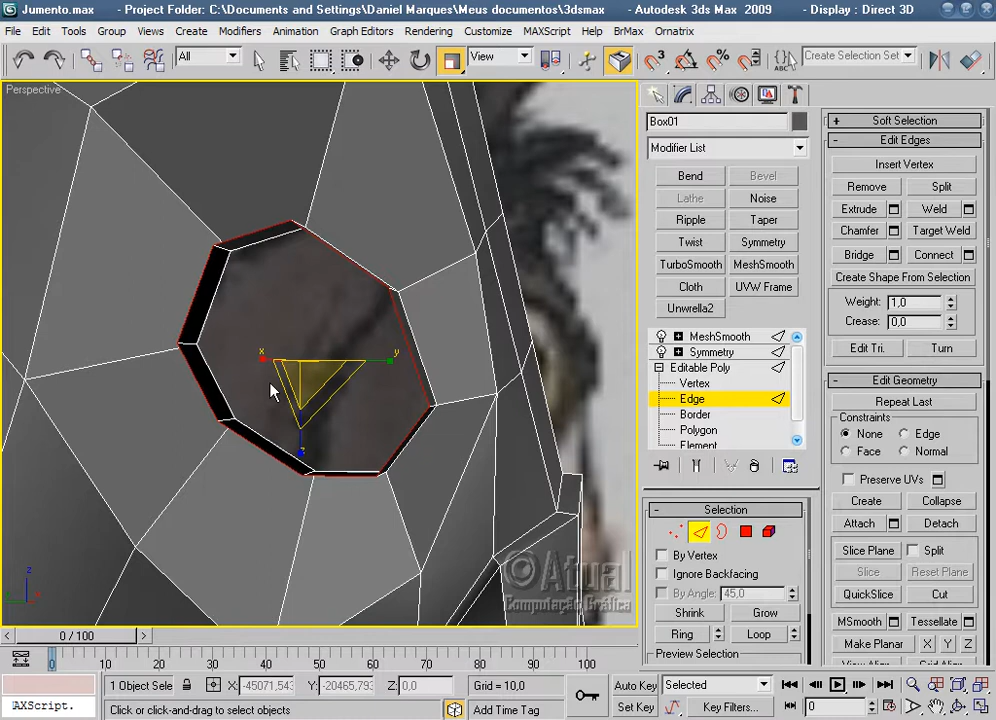 Jumento.max - Project Folder: C:\Documents and Settings\Daniel Marques\Meus documentos\3dsmax - Autodesk 3ds Max 2009 - Display : Direct 3D
File Edit Tools Group Views Create Modifiers Animation Graph Editors Rendering Customize MAXScript Help BrMax Ornatrix
All View Create Selection Set
Perspective
Box01
Modifier List
Bend Bevel
Lathe Noise
Ripple Taper
Twist Symmetry
TurboSmooth MeshSmooth
Cloth UVW Frame
Unwrella2
MeshSmooth
Symmetry
Editable Poly
Vertex
Edge
Border
Polygon
Element
Selection
By Vertex
Ignore Backfacing
By Angle: 45,0
Shrink Grow
Ring Loop
Preview Selection
Soft Selection
Edit Edges
Insert Vertex
Remove Split
Extrude Weld
Chamfer Target Weld
Bridge Connect
Create Shape From Selection
Weight: 1,0
Crease: 0,0
Edit Tri. Turn
Edit Geometry
Repeat Last
Constraints
None Edge
Face Normal
Preserve UVs
Create Collapse
Attach Detach
Slice Plane Split
Slice Reset Plane
QuickSlice Cut
MSmooth Tessellate
Make Planar X Y Z
x y
z
©Atual
Computação Gráfica
0 / 100
0 10 20 30 40 50 60 70 80 90 100
1 Object Sele X: -45071,543 Y: -20465,793 Z: 0,0 Grid = 10,0 Auto Key Selected
AXScript. Click or click-and-drag to select objects Add Time Tag Set Key Key Filters... 0